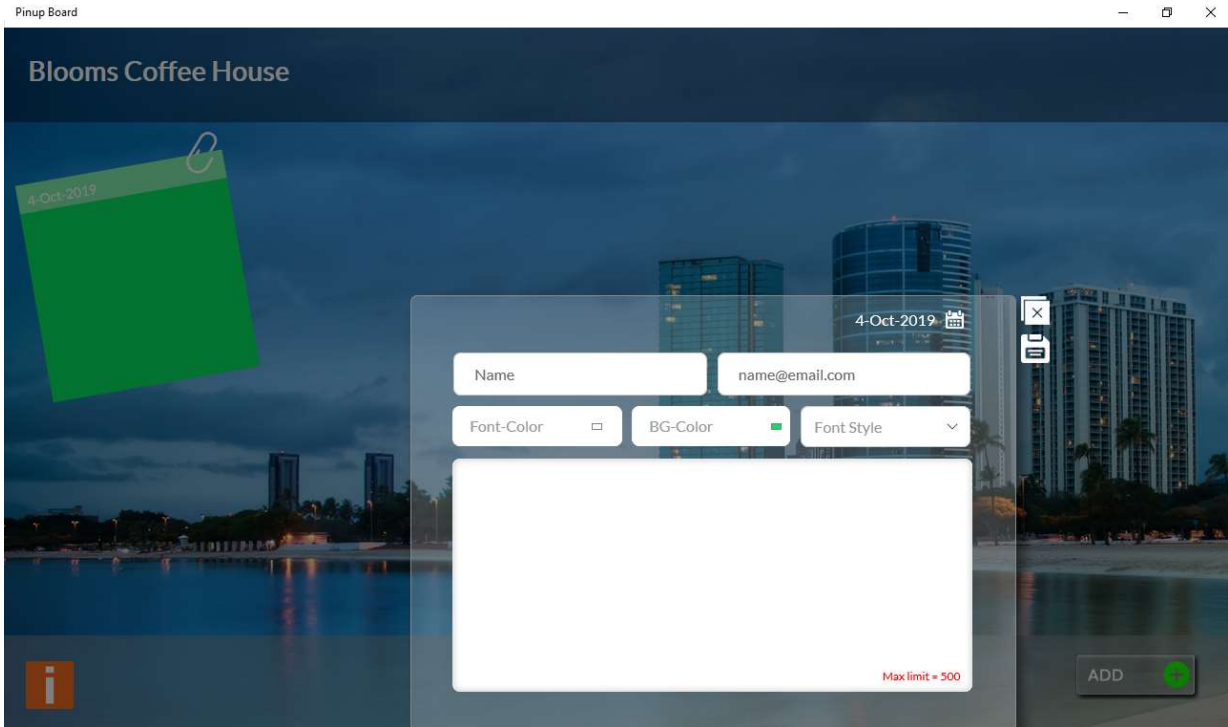 Pinup Board
Blooms Coffee House
4-Oct-2019
4-Oct-2019
Name
name@email.com
Font-Color
BG-Color
Font Style
Max limit = 500
i
ADD